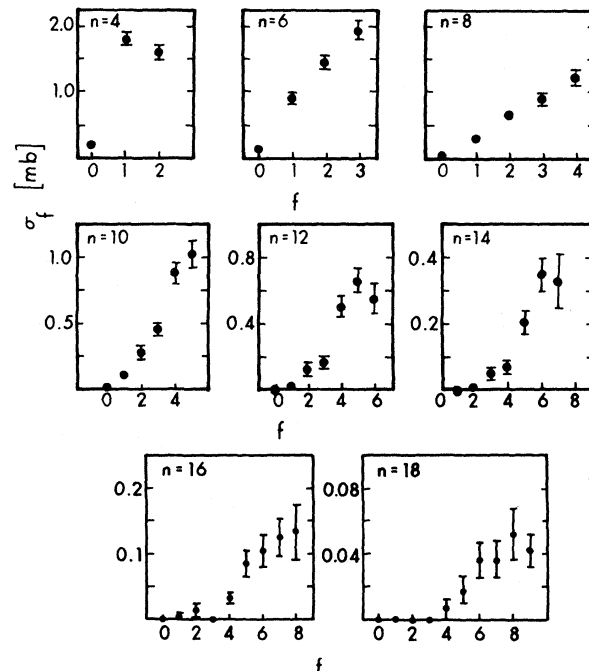 n=4
n=6
n=8
2.0
1.0
0 1 2
0 1 2 3
0 1 2 3 4
f
σf [mb]
n=10
n=12
n=14
1.0
0.5
0.8
0.4
0.4
0.2
0
0 2 4
0 2 4 6
0 2 4 6 8
f
n=16
n=18
0.2
0.1
0.08
0.04
0 2 4 6 8
0 2 4 6 8
f